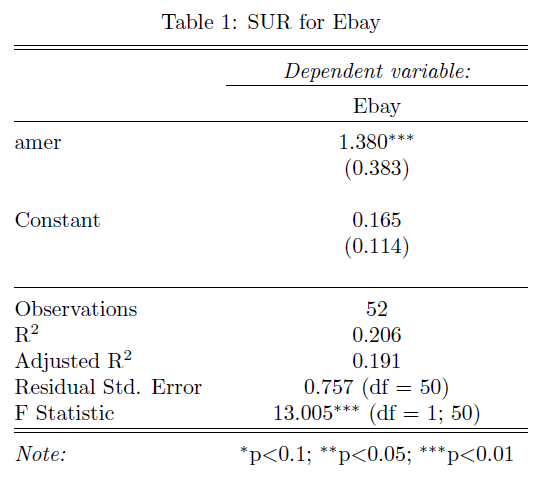 Table 1: SUR for Ebay
Dependent variable:
Ebay
amer 1.380***
(0.383)
Constant 0.165
(0.114)
Observations 52
R² 0.206
Adjusted R² 0.191
Residual Std. Error 0.757 (df = 50)
F Statistic 13.005*** (df = 1; 50)
Note: *p<0.1; **p<0.05; ***p<0.01